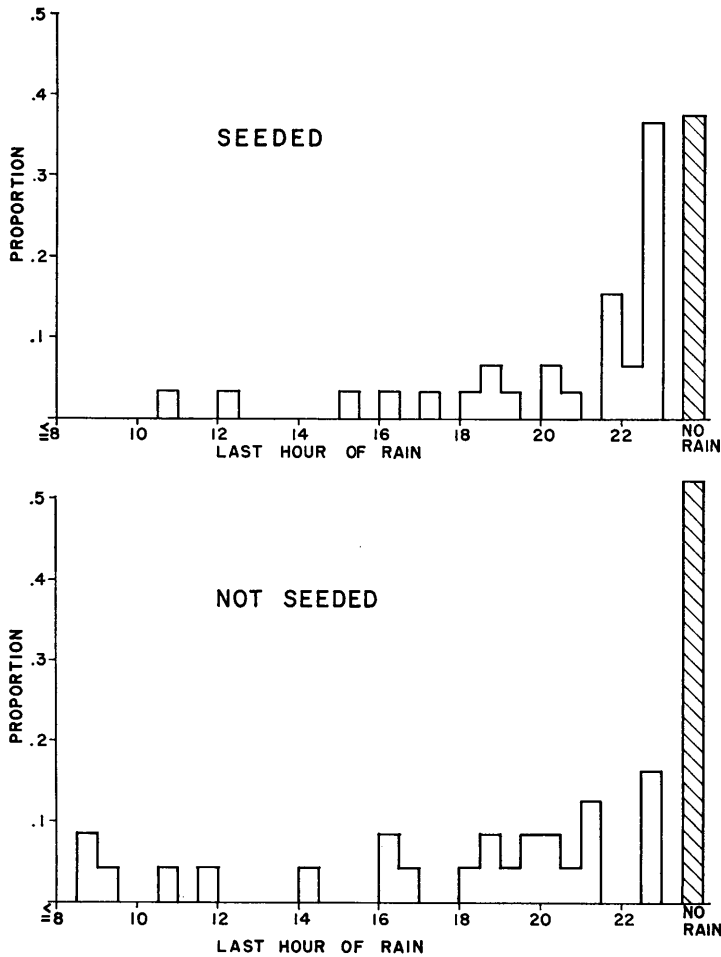 .5
.4
SEEDED
.3
PROPORTION
.2
.1
≤8 10 12 14 16 18 20 22 NO RAIN
LAST HOUR OF RAIN
.5
.4
NOT SEEDED
.3
PROPORTION
.2
.1
≤8 10 12 14 16 18 20 22 NO RAIN
LAST HOUR OF RAIN